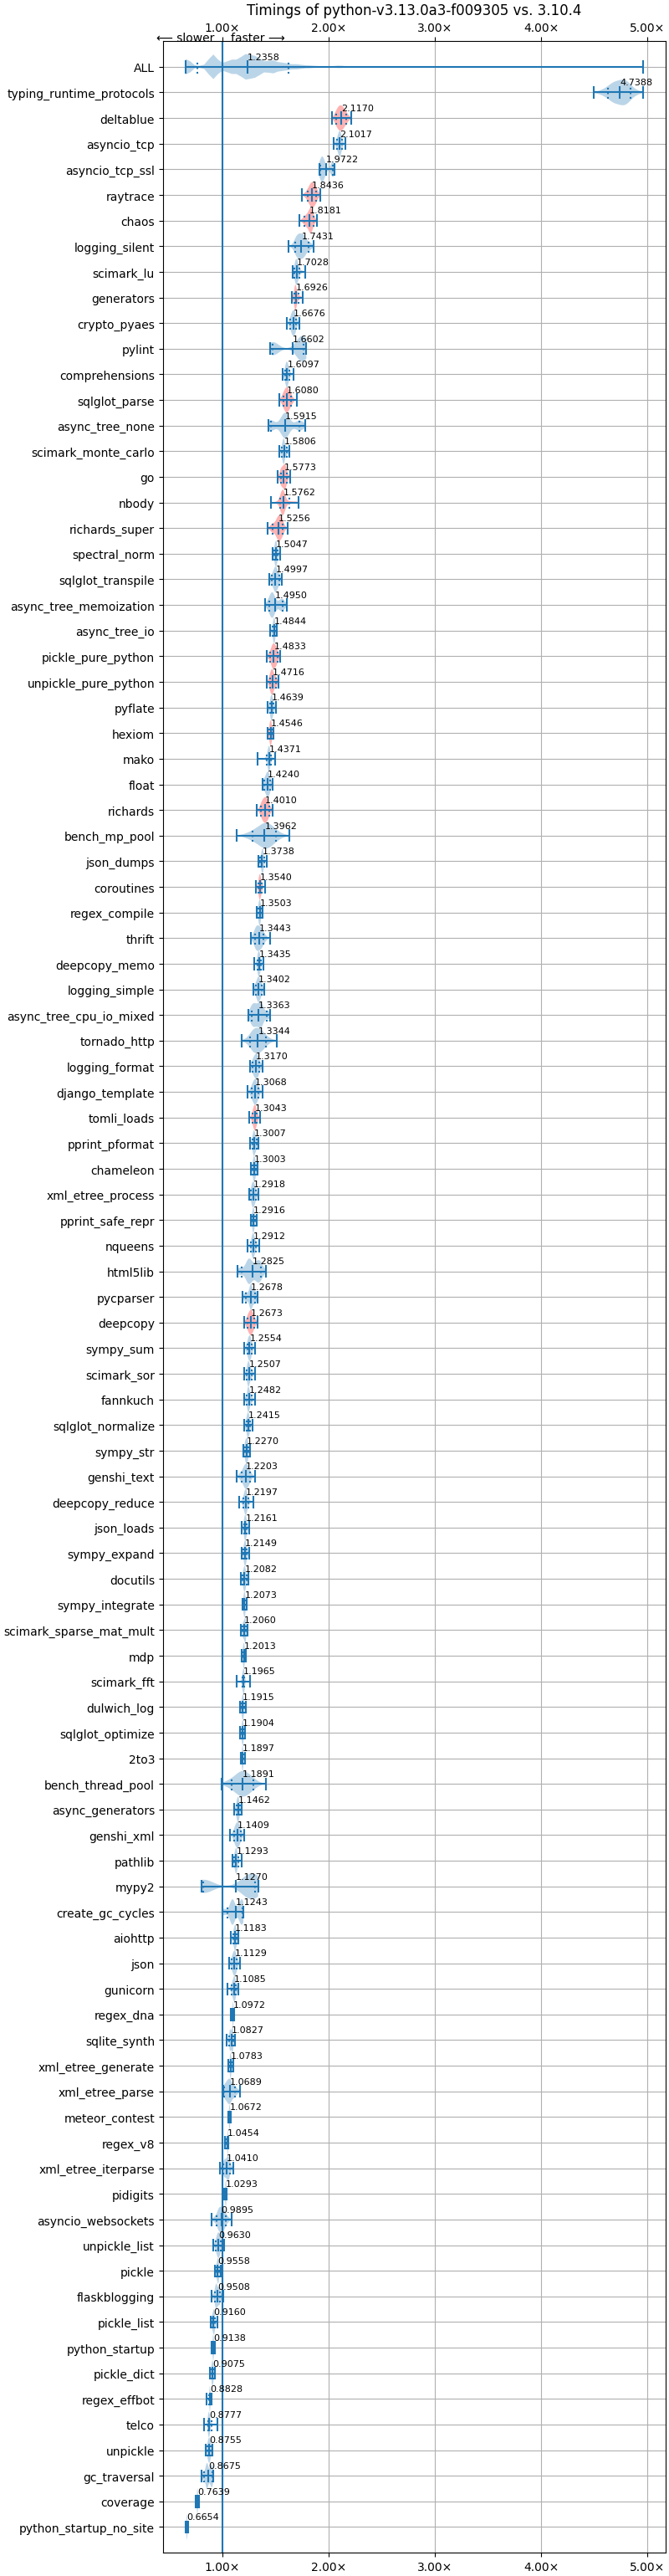 Timings of python-v3.13.0a3-f009305 vs. 3.10.4
1.00× 2.00× 3.00× 4.00× 5.00×
⟵ slower faster ⟶
ALL 1.2358
typing_runtime_protocols 4.7388
deltablue 2.1170
asyncio_tcp 2.1017
asyncio_tcp_ssl 1.9722
raytrace 1.8436
chaos 1.8181
logging_silent 1.7431
scimark_lu 1.7028
generators 1.6926
crypto_pyaes 1.6676
pylint 1.6602
comprehensions 1.6097
sqlglot_parse 1.6080
async_tree_none 1.5915
scimark_monte_carlo 1.5806
go 1.5773
nbody 1.5762
richards_super 1.5256
spectral_norm 1.5047
sqlglot_transpile 1.4997
async_tree_memoization 1.4950
async_tree_io 1.4844
pickle_pure_python 1.4833
unpickle_pure_python 1.4716
pyflate 1.4639
hexiom 1.4546
mako 1.4371
float 1.4240
richards 1.4010
bench_mp_pool 1.3962
json_dumps 1.3738
coroutines 1.3540
regex_compile 1.3503
thrift 1.3443
deepcopy_memo 1.3435
logging_simple 1.3402
async_tree_cpu_io_mixed 1.3363
tornado_http 1.3344
logging_format 1.3170
django_template 1.3068
tomli_loads 1.3043
pprint_pformat 1.3007
chameleon 1.3003
xml_etree_process 1.2918
pprint_safe_repr 1.2916
nqueens 1.2912
html5lib 1.2825
pycparser 1.2678
deepcopy 1.2673
sympy_sum 1.2554
scimark_sor 1.2507
fannkuch 1.2482
sqlglot_normalize 1.2415
sympy_str 1.2270
genshi_text 1.2203
deepcopy_reduce 1.2197
json_loads 1.2161
sympy_expand 1.2149
docutils 1.2082
sympy_integrate 1.2073
scimark_sparse_mat_mult 1.2060
mdp 1.2013
scimark_fft 1.1965
dulwich_log 1.1915
sqlglot_optimize 1.1904
2to3 1.1897
bench_thread_pool 1.1891
async_generators 1.1462
genshi_xml 1.1409
pathlib 1.1293
mypy2 1.1270
create_gc_cycles 1.1243
aiohttp 1.1183
json 1.1129
gunicorn 1.1085
regex_dna 1.0972
sqlite_synth 1.0827
xml_etree_generate 1.0783
xml_etree_parse 1.0689
meteor_contest 1.0672
regex_v8 1.0454
xml_etree_iterparse 1.0410
pidigits 1.0293
asyncio_websockets 0.9895
unpickle_list 0.9630
pickle 0.9558
flaskblogging 0.9508
pickle_list 0.9160
python_startup 0.9138
pickle_dict 0.9075
regex_effbot 0.8828
telco 0.8777
unpickle 0.8755
gc_traversal 0.8675
coverage 0.7639
python_startup_no_site 0.6654
1.00× 2.00× 3.00× 4.00× 5.00×